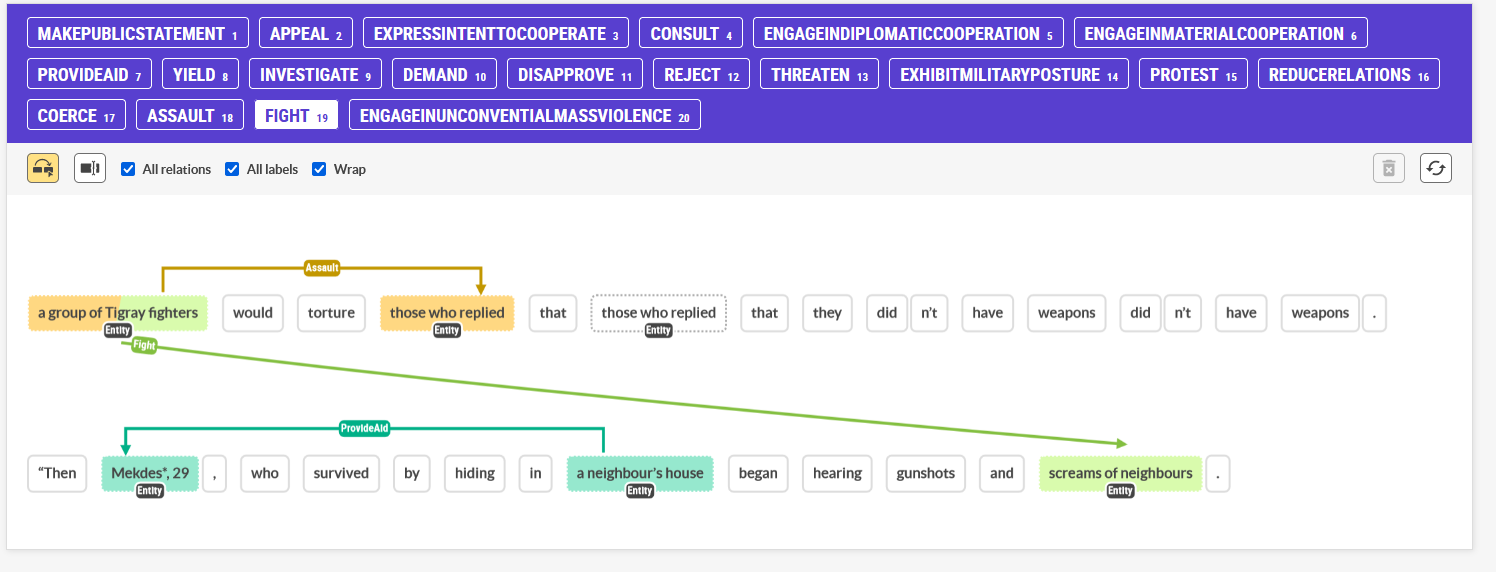 MAKEPUBLICSTATEMENT 1 APPEAL 2 EXPRESSINTENTTOCOOPERATE 3 CONSULT 4 ENGAGEINDIPLOMATICCOOPERATION 5 ENGAGEINMATERIALCOOPERATION 6
PROVIDEAID 7 YIELD 8 INVESTIGATE 9 DEMAND 10 DISAPPROVE 11 REJECT 12 THREATEN 13 EXHIBITMILITARYPOSTURE 14 PROTEST 15 REDUCERELATIONS 16
COERCE 17 ASSAULT 18 FIGHT 19 ENGAGEINUNCONVENTIALMASSVIOLENCE 20
All relations All labels Wrap
Assault
a group of Tigray fighters would torture those who replied that those who replied that they did n't have weapons did n't have weapons .
Entity Entity Entity
Fight
ProvideAid
“Then Mekdes*, 29 , who survived by hiding in a neighbour's house began hearing gunshots and screams of neighbours .
Entity Entity Entity